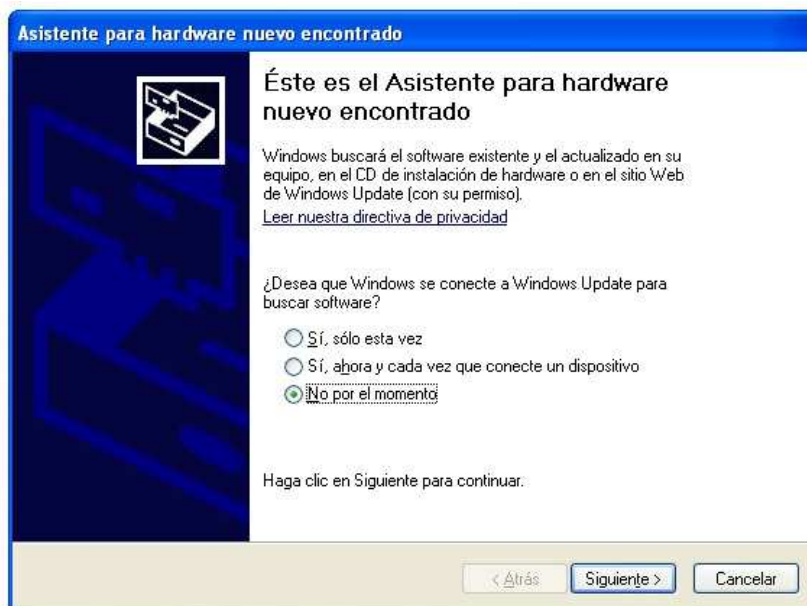 Asistente para hardware nuevo encontrado
Éste es el Asistente para hardware
nuevo encontrado
Windows buscará el software existente y el actualizado en su
equipo, en el CD de instalación de hardware o en el sitio Web
de Windows Update (con su permiso).
Leer nuestra directiva de privacidad
¿Desea que Windows se conecte a Windows Update para
buscar software?
Sí, sólo esta vez
Sí, ahora y cada vez que conecte un dispositivo
No por el momento
Haga clic en Siguiente para continuar.
< Atrás Siguiente > Cancelar